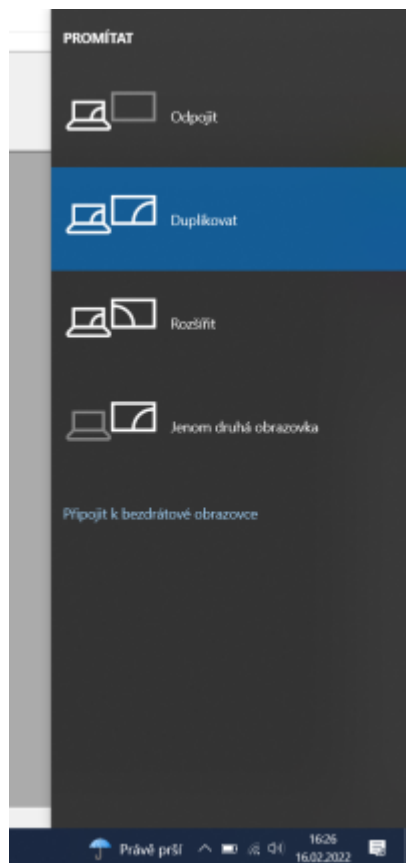 PROMÍTAT
Odpojit
Duplikovat
Rozšířit
Jenom druhá obrazovka
Připojit k bezdrátové obrazovce
Právě prší
16:26
16.02.2022